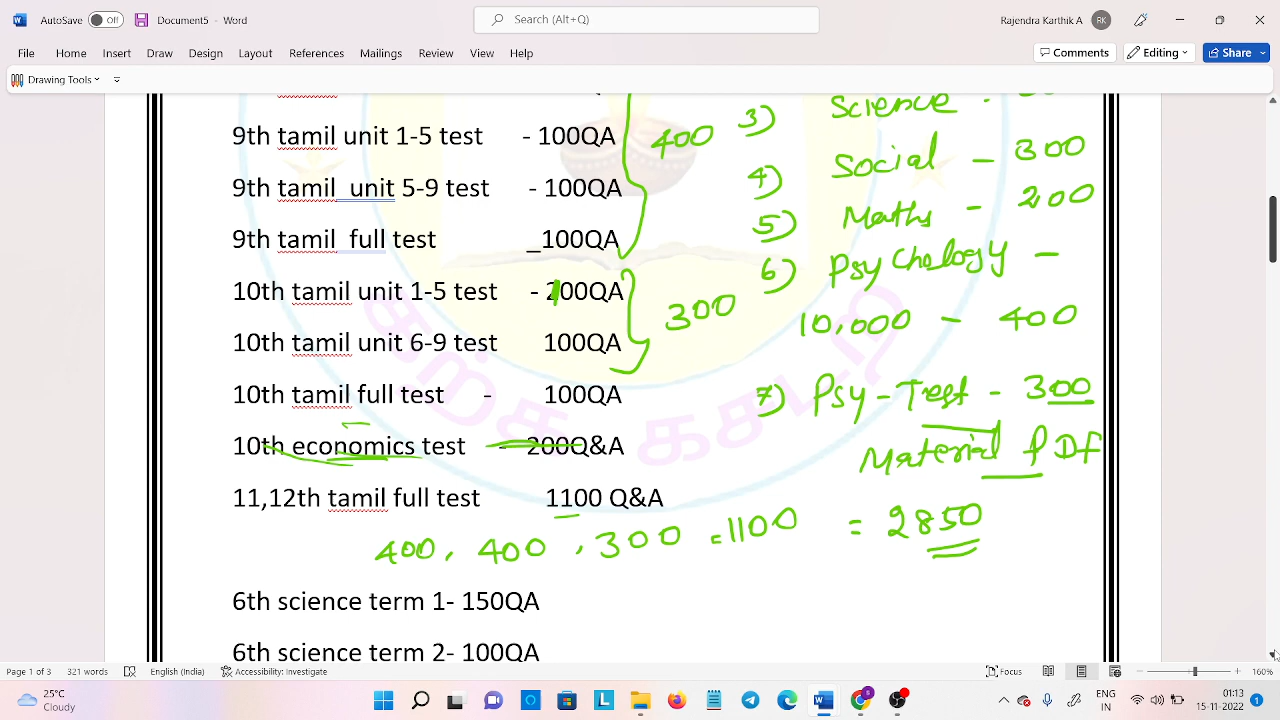 AutoSave Off Document5 Search (Alt+Q) Rajendra Karthik A RK
File Home Insert Draw Design Layout References Mailings Review View Help Comments Editing Share
Drawing Tools
3) Science -
9th tamil unit 1-5 test - 100QA 400
4) Social - 300
9th tamil unit 5-9 test - 100QA
5) Maths - 200
9th tamil full test _100QA
6) Psychology -
10th tamil unit 1-5 test - 100QA 300
10,000 - 400
10th tamil unit 6-9 test 100QA
10th tamil full test - 100QA
7) Psy-Test - 300
10th economics test - 200Q&A
Material PDF
11,12th tamil full test 1100 Q&A
400, 400, 300 = 1100 = 2850
6th science term 1- 150QA
6th science term 2- 100QA
கற்க கசடற
Page 1 of 3 321 words English (India) Accessibility: Investigate Focus 160%
25°C
Cloudy
ENG
IN
01:13
15-11-2022